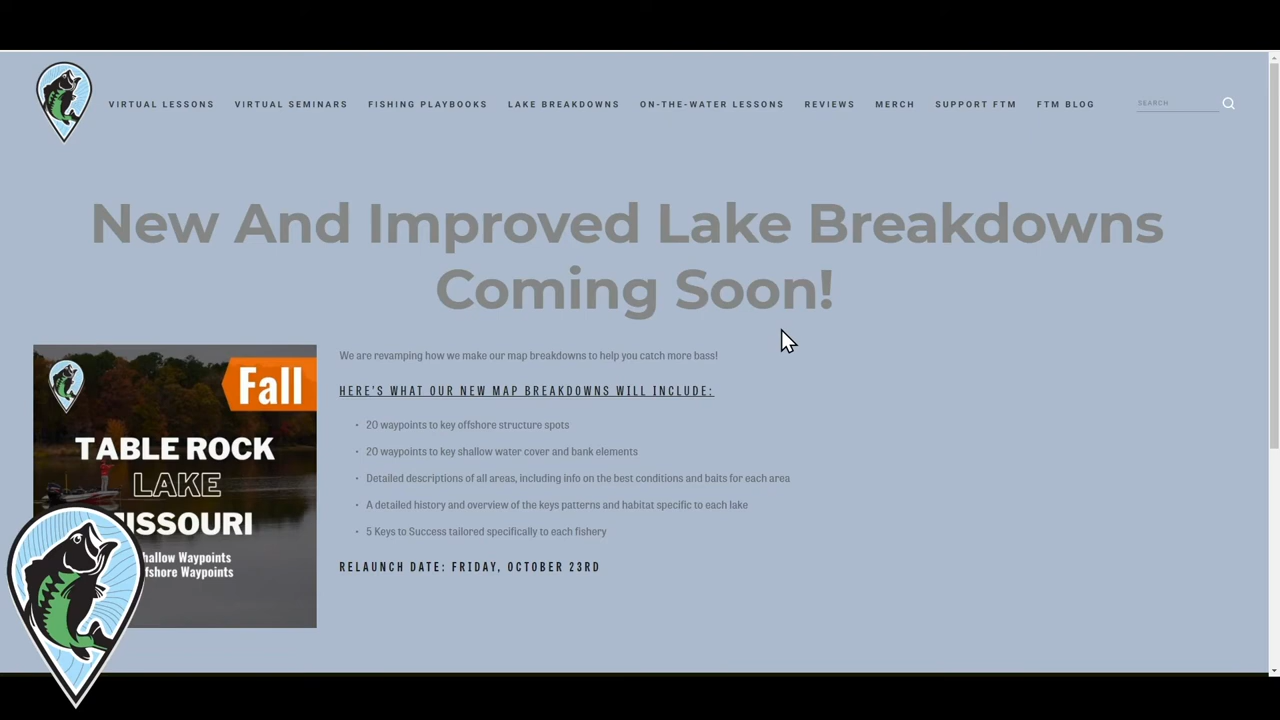 VIRTUAL LESSONS VIRTUAL SEMINARS FISHING PLAYBOOKS LAKE BREAKDOWNS ON-THE-WATER LESSONS REVIEWS MERCH SUPPORT FTM FTM BLOG SEARCH
New And Improved Lake Breakdowns
Coming Soon!
Fall
TABLE ROCK
LAKE
MISSOURI
hallow Waypoints
ffshore Waypoints
We are revamping how we make our map breakdowns to help you catch more bass!
HERE'S WHAT OUR NEW MAP BREAKDOWNS WILL INCLUDE:
• 20 waypoints to key offshore structure spots
• 20 waypoints to key shallow water cover and bank elements
• Detailed descriptions of all areas, including info on the best conditions and baits for each area
• A detailed history and overview of the keys patterns and habitat specific to each lake
• 5 Keys to Success tailored specifically to each fishery
RELAUNCH DATE: FRIDAY, OCTOBER 23RD